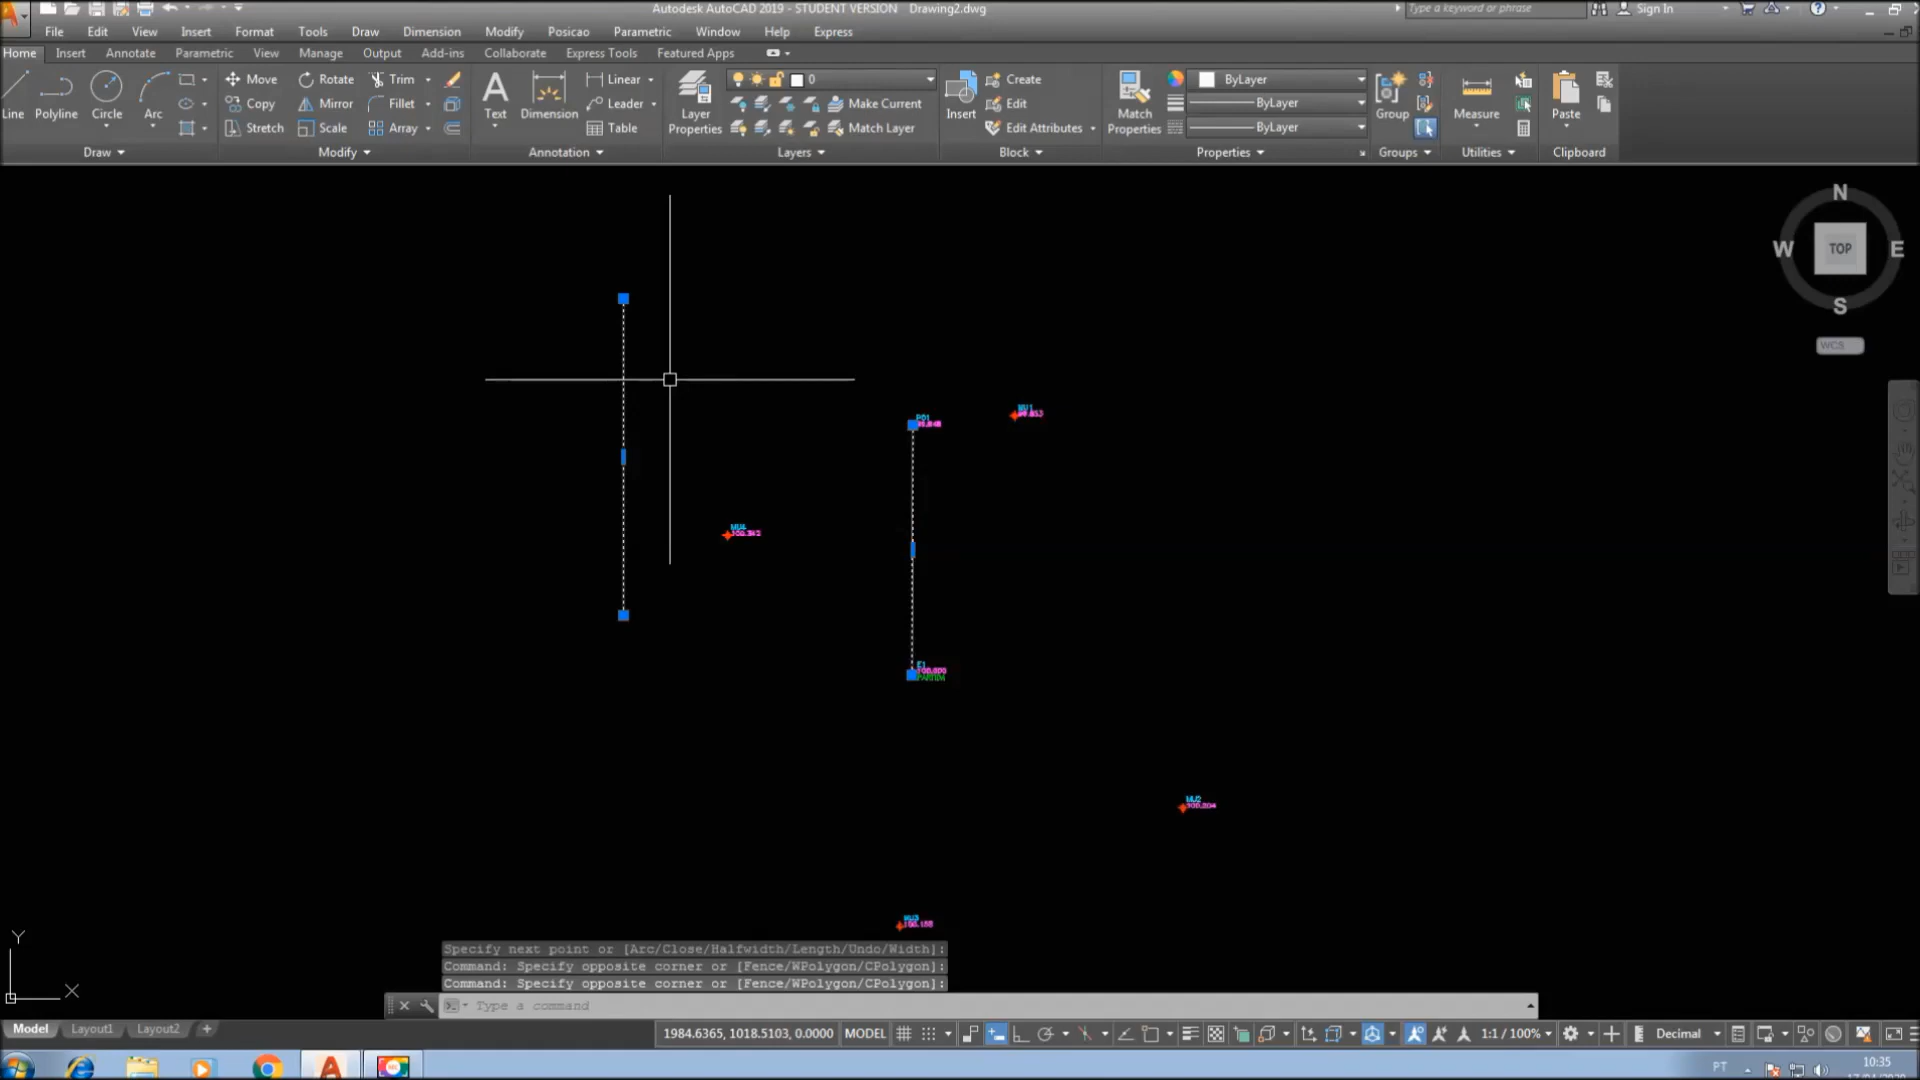 Autodesk AutoCAD 2019 - STUDENT VERSION Drawing2.dwg
Type a keyword or phrase
Sign In
File Edit View Insert Format Tools Draw Dimension Modify Posicao Parametric Window Help Express
Home Insert Annotate Parametric View Manage Output Add-ins Collaborate Express Tools Featured Apps
Line
Polyline
Circle
Arc
Draw
Move
Rotate
Trim
Copy
Mirror
Fillet
Stretch
Scale
Array
Modify
Text
Dimension
Linear
Leader
Table
Annotation
Layer
Properties
0
Make Current
Match Layer
Layers
Insert
Create
Edit
Edit Attributes
Block
Match
Properties
ByLayer
ByLayer
ByLayer
Properties
Group
Groups
Measure
Utilities
Paste
Clipboard
N
W
TOP
E
S
WCS
P01
E1
MU2
MU3
Specify next point or [Arc/Close/Halfwidth/Length/Undo/Width]:
Command: Specify opposite corner or [Fence/WPolygon/CPolygon]:
Command: Specify opposite corner or [Fence/WPolygon/CPolygon]:
Type a command
Y
X
Model Layout1 Layout2 +
1984.6365, 1018.5103, 0.0000 MODEL
1:1 / 100%
Decimal
PT
10:35